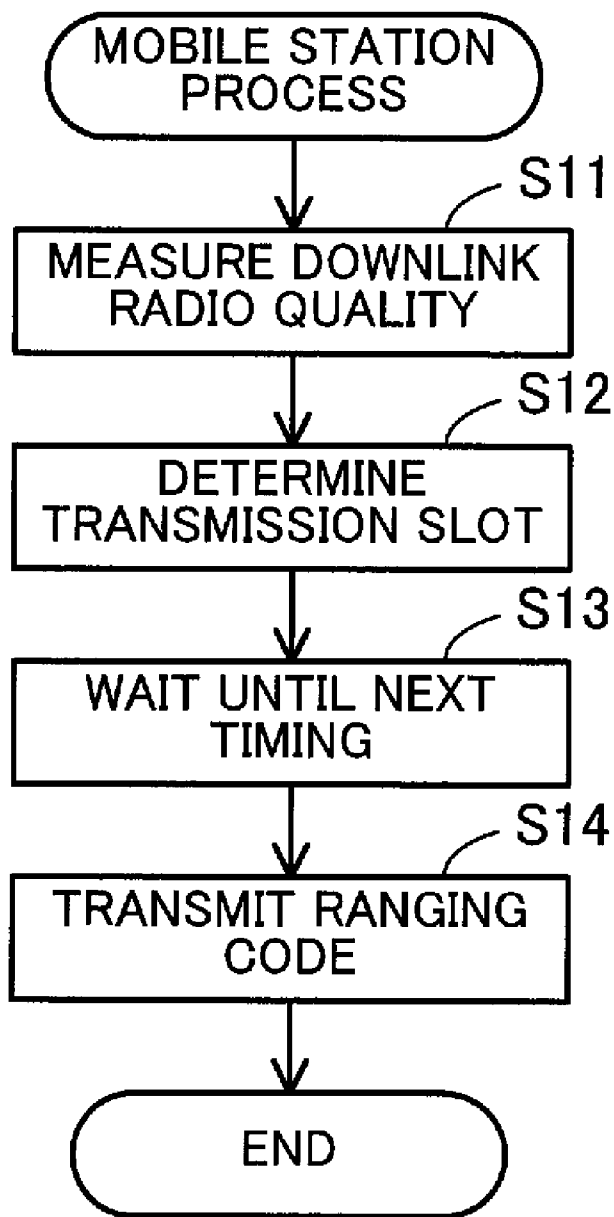 MOBILE STATION
PROCESS
S11
MEASURE DOWNLINK
RADIO QUALITY
S12
DETERMINE
TRANSMISSION SLOT
S13
WAIT UNTIL NEXT
TIMING
S14
TRANSMIT RANGING
CODE
END